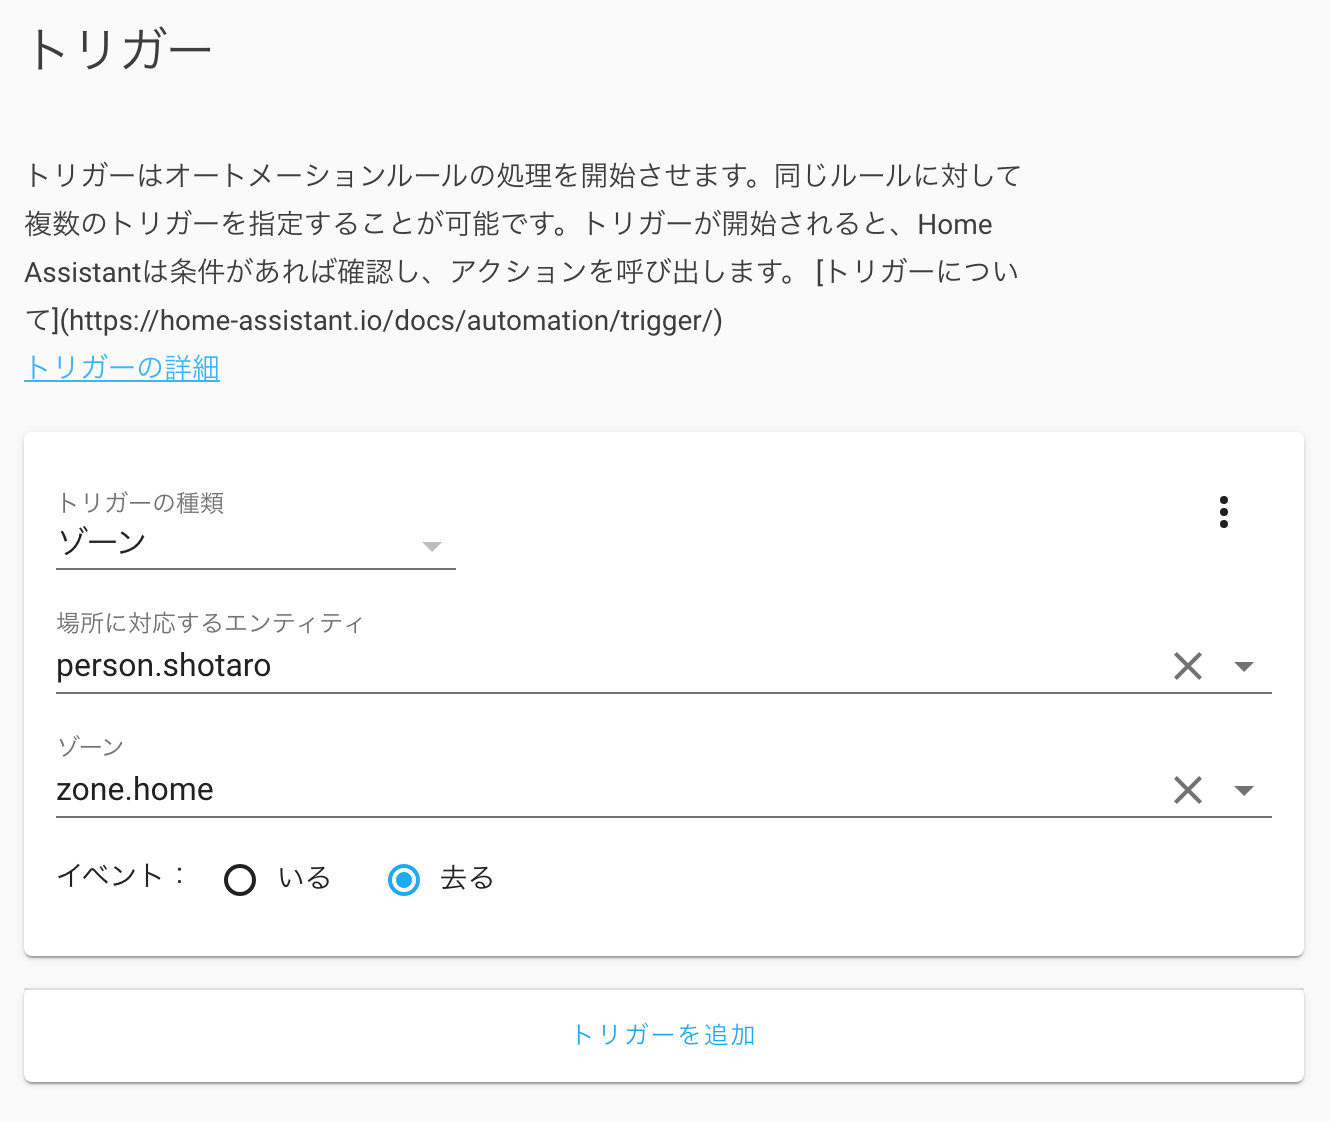 トリガー
トリガーはオートメーションルールの処理を開始させます。同じルールに対して
複数のトリガーを指定することが可能です。トリガーが開始されると、Home
Assistantは条件があれば確認し、アクションを呼び出します。 [トリガーについ
て](https://home-assistant.io/docs/automation/trigger/)
トリガーの詳細
トリガーの種類
ゾーン
場所に対応するエンティティ
person.shotaro
ゾーン
zone.home
イベント： いる 去る
トリガーを追加